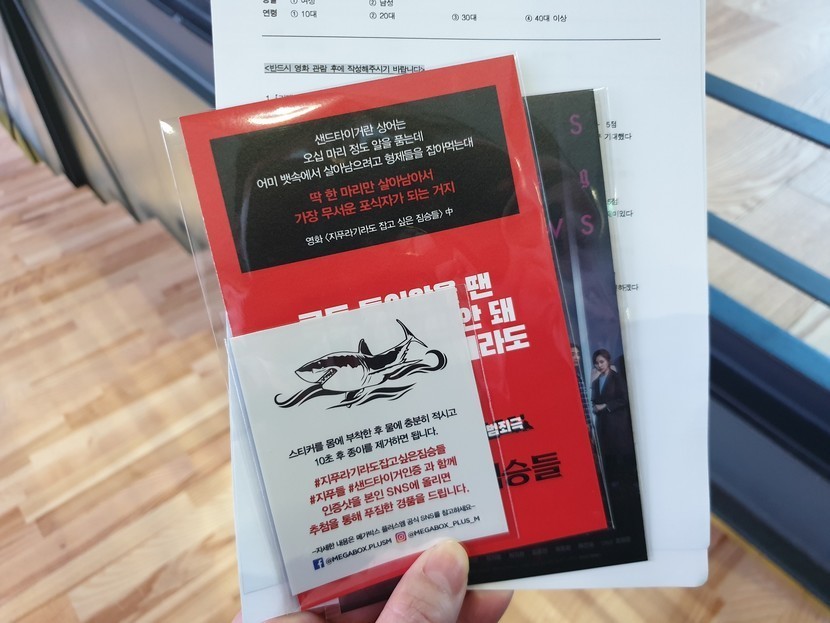 ② 남성
연령 ① 10대 ② 20대 ③ 30대 ④ 40대 이상
<반드시 영화 관람 후에 작성해주시기 바랍니다>
샌드타이거란 상어는
오십 마리 정도 알을 품는데
어미 뱃속에서 살아남으려고 형제들을 잡아먹는대
딱 한 마리만 살아남아서
가장 무서운 포식자가 되는 거지
영화 <지푸라기라도 잡고 싶은 짐승들> 中
땐
안 돼
라도
범죄극
승들
스티커를 몸에 부착한 후 물에 충분히 적시고
10초 후 종이를 제거하면 됩니다.
#지푸라기라도잡고싶은짐승들
#지푸들 #샌드타이거인증 과 함께
인증샷을 본인 SNS에 올리면
추첨을 통해 푸짐한 경품을 드립니다.
-자세한 내용은 메가박스 플러스엠 공식 SNS를 참고하세요-
@MEGABOX.PLUSM @MEGABOX_PLUS_M
S
g
VS
5점